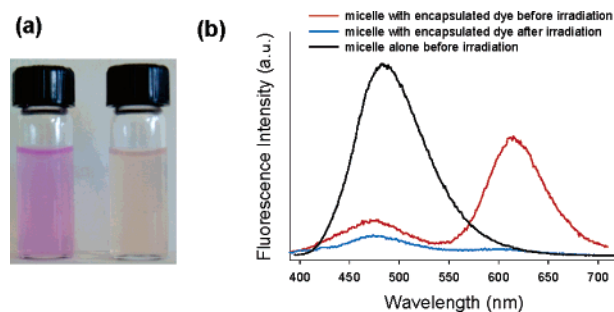 (a)
(b)
micelle with encapsulated dye before irradiation
micelle with encapsulated dye after irradiation
micelle alone before irradiation
Fluorescence Intensity (a.u.)
400 450 500 550 600 650 700
Wavelength (nm)